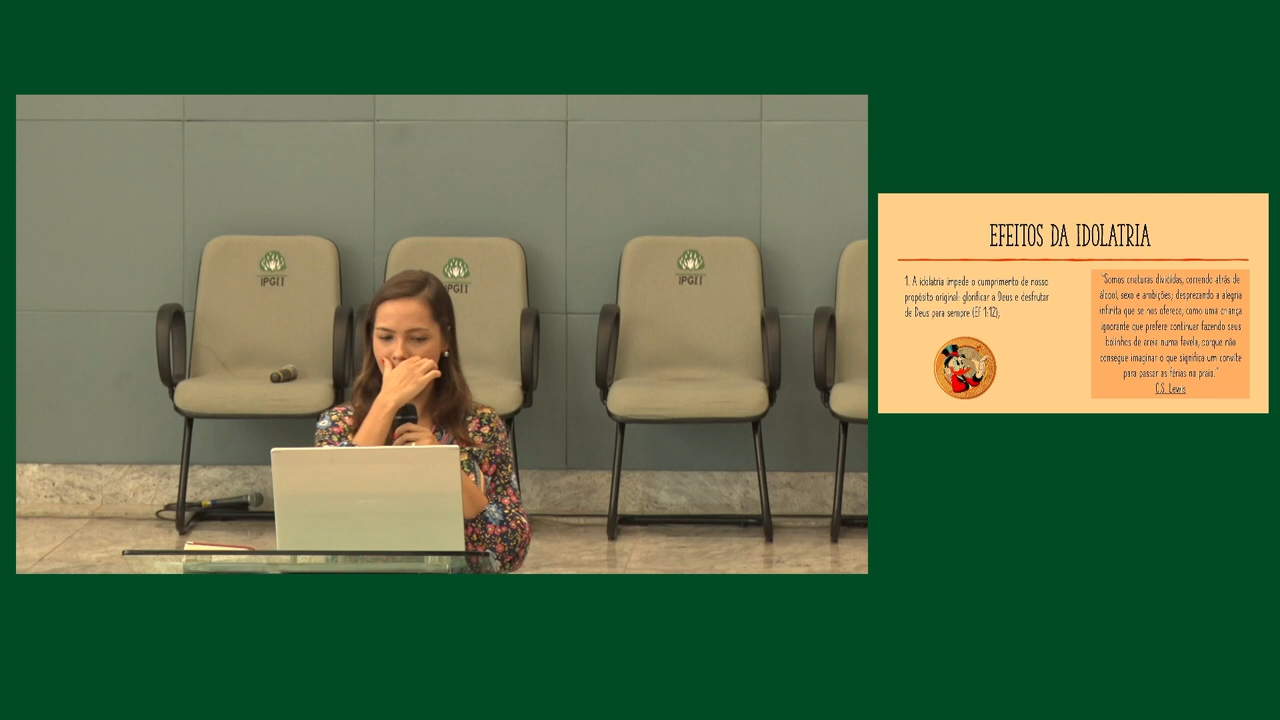 IPGII
IPGII
IPGII
EFEITOS DA IDOLATRIA
1. A idolatria impede o cumprimento de nosso
propósito original: glorificar a Deus e desfrutar
de Deus para sempre (Ef 1:12);
"Somos criaturas divididas, correndo atrás de
álcool, sexo e ambições; desprezando a alegria
infinita que se nos oferece, como uma criança
ignorante que prefere continuar fazendo seus
bolinhos de areia numa favela, porque não
consegue imaginar o que significa um convite
para passar as férias na praia."
C.S. Lewis